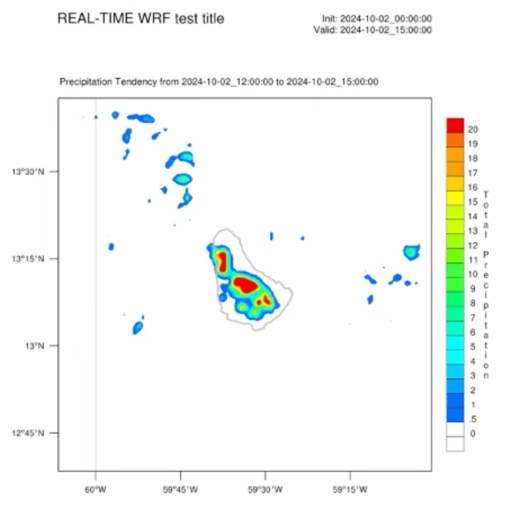 REAL-TIME WRF test title
Init: 2024-10-02_00:00:00
Valid: 2024-10-02_15:00:00
Precipitation Tendency from 2024-10-02_12:00:00 to 2024-10-02_15:00:00
13°30'N
13°15'N
13°N
12°45'N
60°W
59°45'W
59°30'W
59°15'W
20
19
18
17
16
15
14
13
12
11
10
9
8
7
6
5
4
3
2
1
.5
0
Total Precipitation